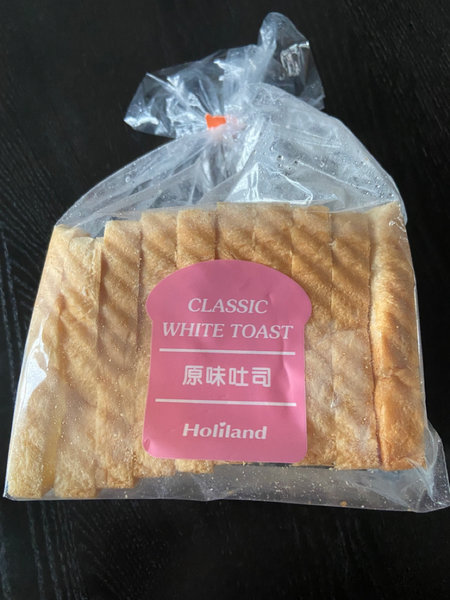 CLASSIC
WHITE TOAST
原味吐司
Holiland